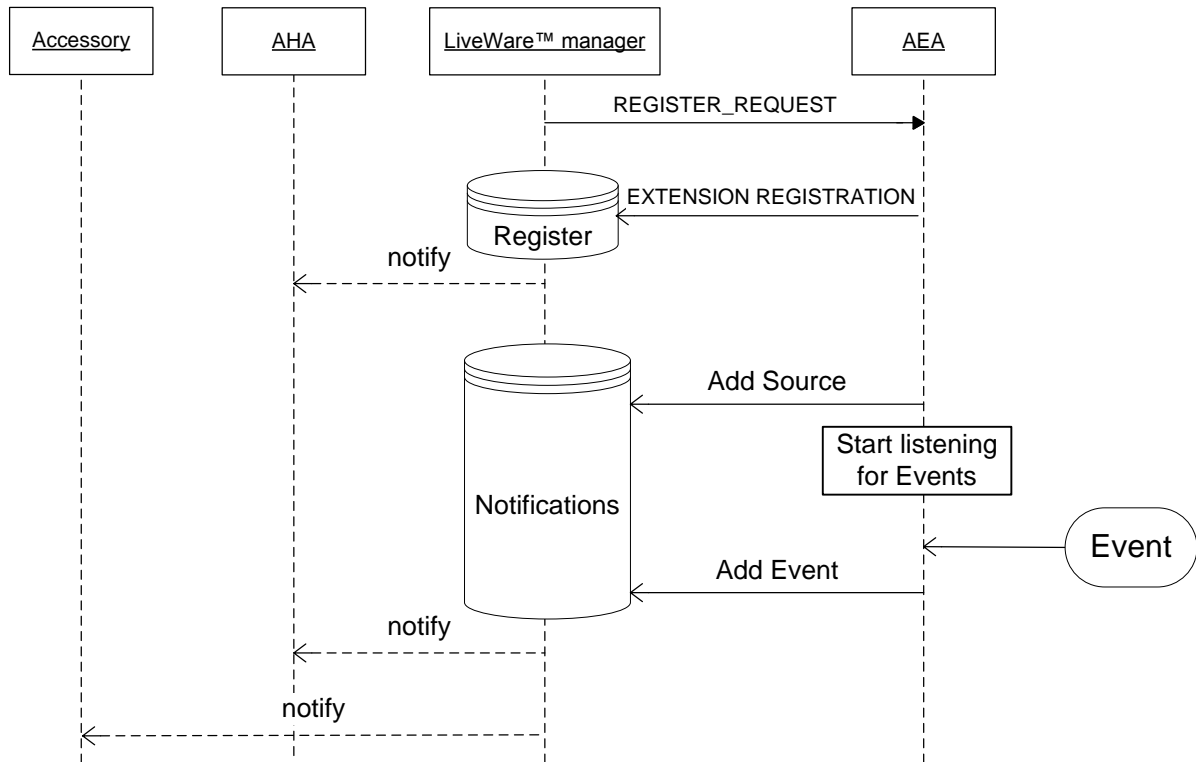 Accessory
AHA
LiveWare™ manager
AEA
REGISTER_REQUEST
EXTENSION REGISTRATION
Register
notify
Add Source
Start listening
for Events
Notifications
Event
Add Event
notify
notify